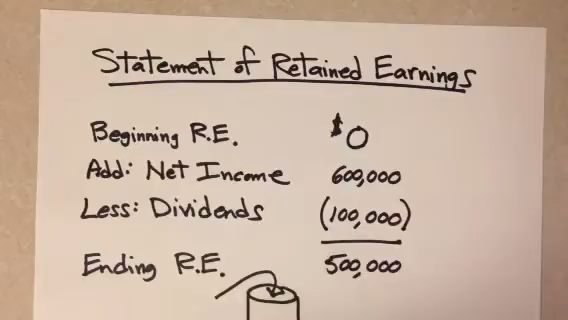 Statement of Retained Earnings
Beginning R.E. $0
Add: Net Income 600,000
Less: Dividends (100,000)
Ending R.E. 500,000